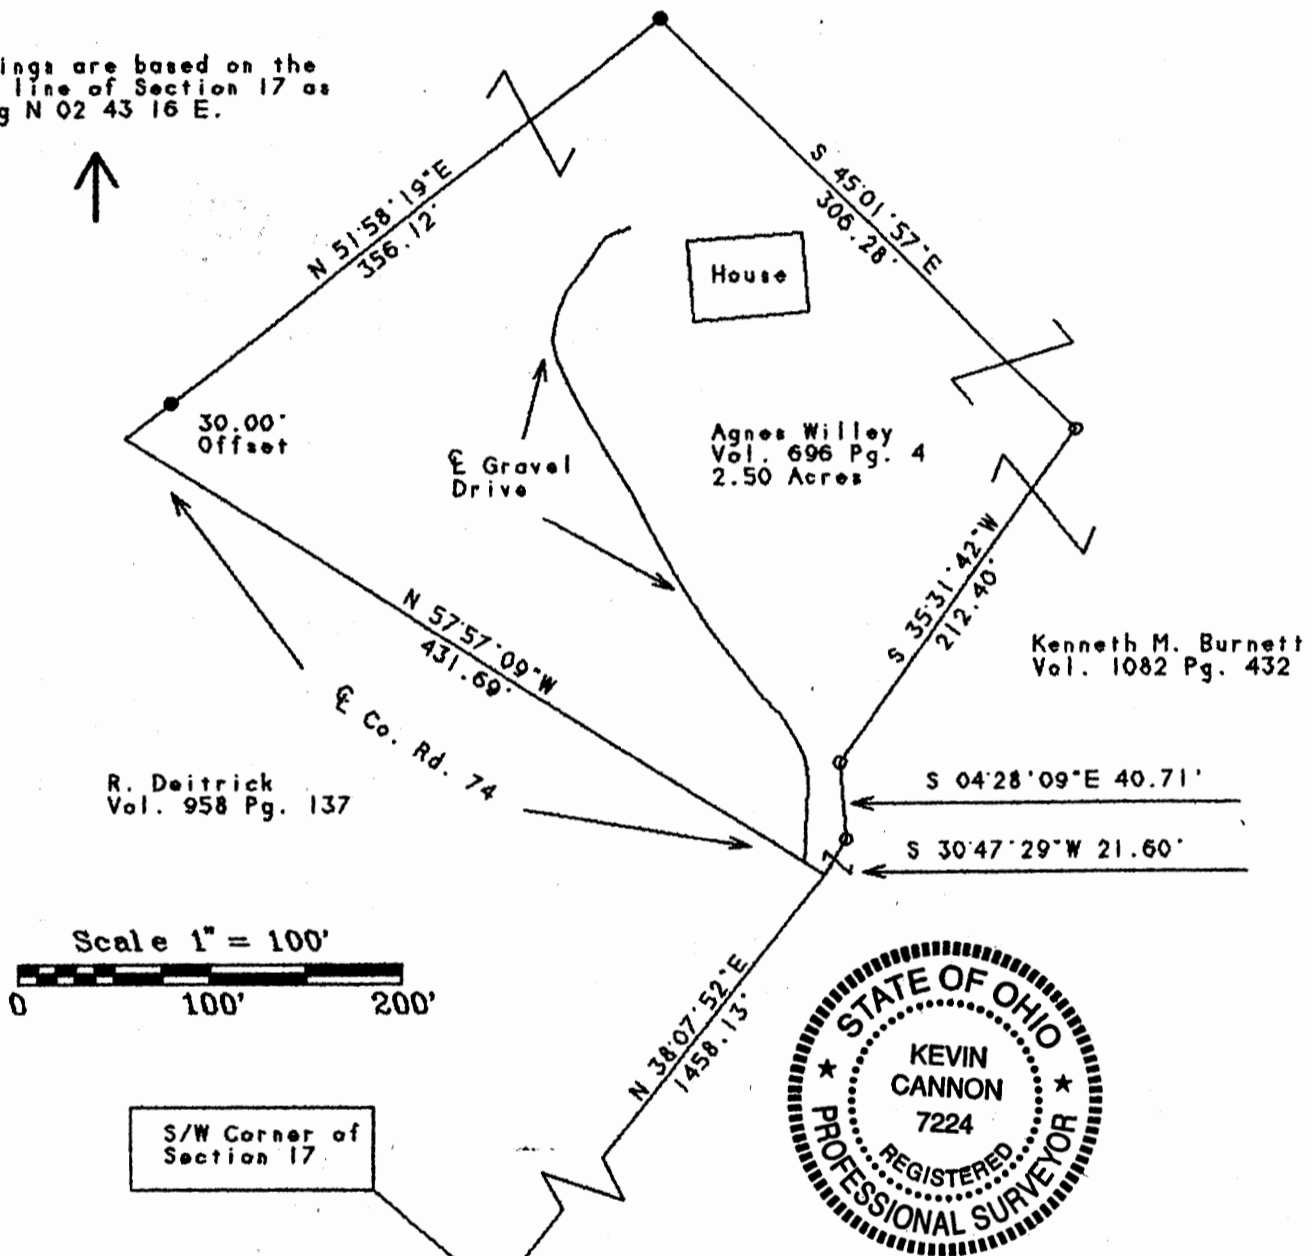 ings are based on the
line of Section 17 as
g N 02 43 16 E.
N 51°58'19"E
356.12'
S 45°01'57"E
306.28'
House
30.00'
Offset
℄ Gravel
Drive
Agnes Willey
Vol. 696 Pg. 4
2.50 Acres
S 35°31'42"W
212.40'
N 57°57'09"W
431.69'
Kenneth M. Burnett
Vol. 1082 Pg. 432
℄ Co. Rd. 74
R. Deitrick
Vol. 958 Pg. 137
S 04°28'09"E 40.71'
S 30°47'29"W 21.60'
Scale 1" = 100'
0 100' 200'
N 38°07'52"E
1458.13'
S/W Corner of
Section 17
STATE OF OHIO
KEVIN
CANNON
7224
REGISTERED
PROFESSIONAL SURVEYOR